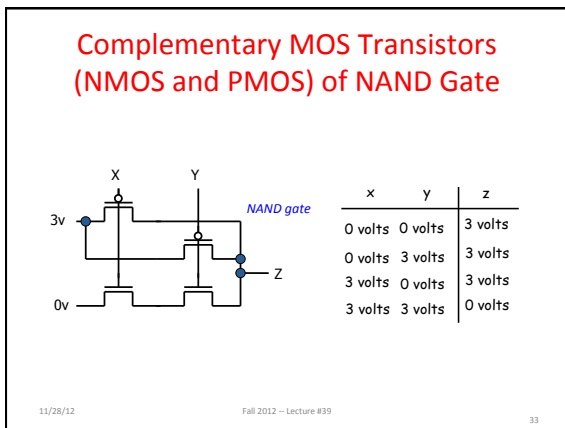 Complementary MOS Transistors
(NMOS and PMOS) of NAND Gate
X Y
3v
NAND gate
Z
0v
x y z
0 volts 0 volts 3 volts
0 volts 3 volts 3 volts
3 volts 0 volts 3 volts
3 volts 3 volts 0 volts
11/28/12 Fall 2012 -- Lecture #39 33